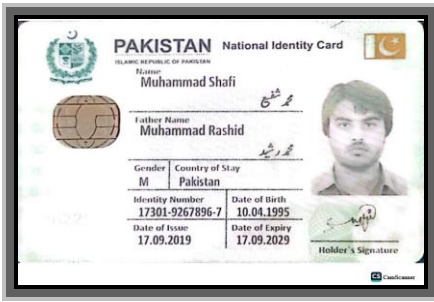 PAKISTAN National Identity Card
ISLAMIC REPUBLIC OF PAKISTAN
Name
Muhammad Shafi
محمد شفیع
Father Name
Muhammad Rashid
محمد رشید
Gender Country of Stay
M Pakistan
Identity Number Date of Birth
17301-9267896-7 10.04.1995
Date of Issue Date of Expiry
17.09.2019 17.09.2029
Holder's Signature
CS CamScanner